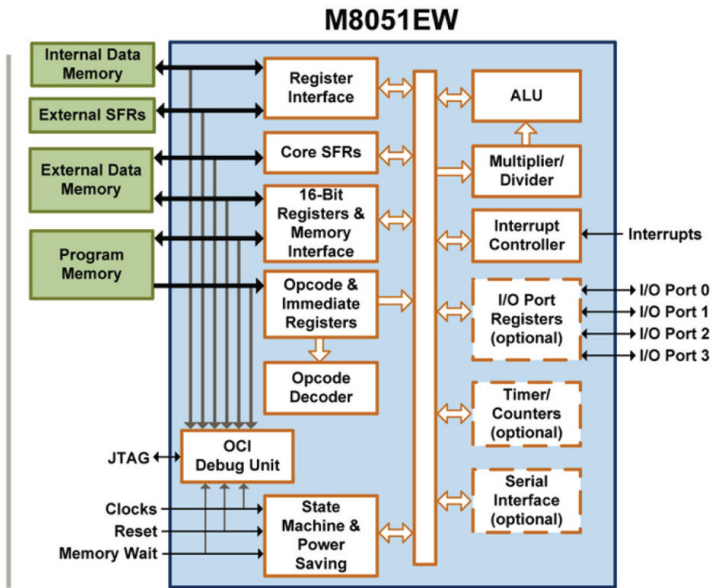 M8051EW
Internal Data
Memory
External SFRs
External Data
Memory
Program
Memory
Register
Interface
Core SFRs
16-Bit
Registers &
Memory
Interface
Opcode &
Immediate
Registers
Opcode
Decoder
OCI
Debug Unit
State
Machine &
Power
Saving
ALU
Multiplier/
Divider
Interrupt
Controller
I/O Port
Registers
(optional)
Timer/
Counters
(optional)
Serial
Interface
(optional)
Interrupts
I/O Port 0
I/O Port 1
I/O Port 2
I/O Port 3
JTAG
Clocks
Reset
Memory Wait